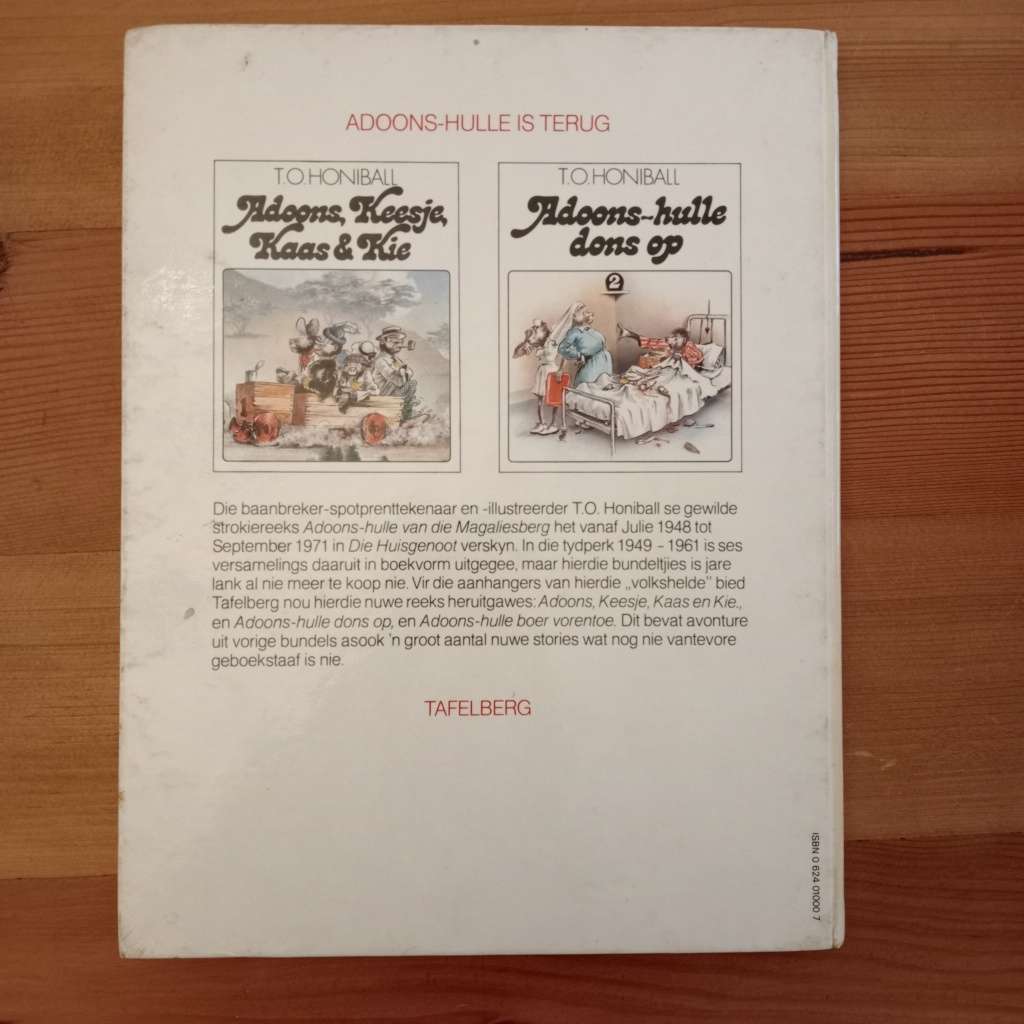 ADOONS-HULLE IS TERUG
T.O. HONIBALL
Adoons, Keesje,
Kaas & Kie
T.O. HONIBALL
Adoons-hulle
dons op
2
Die baanbreker-spotprenttekenaar en -illustreerder T.O. Honiball se gewilde
strokiereeks Adoons-hulle van die Magaliesberg het vanaf Julie 1948 tot
September 1971 in Die Huisgenoot verskyn. In die tydperk 1949 - 1961 is ses
versamelings daaruit in boekvorm uitgegee, maar hierdie bundeltjies is jare
lank al nie meer te koop nie. Vir die aanhangers van hierdie „volkshelde” bied
Tafelberg nou hierdie nuwe reeks heruitgawes: Adoons, Keesje, Kaas en Kie.,
en Adoons-hulle dons op, en Adoons-hulle boer vorentoe. Dit bevat avonture
uit vorige bundels asook 'n groot aantal nuwe stories wat nog nie vantevore
geboekstaaf is nie.
TAFELBERG
ISBN 0 624 01000 7